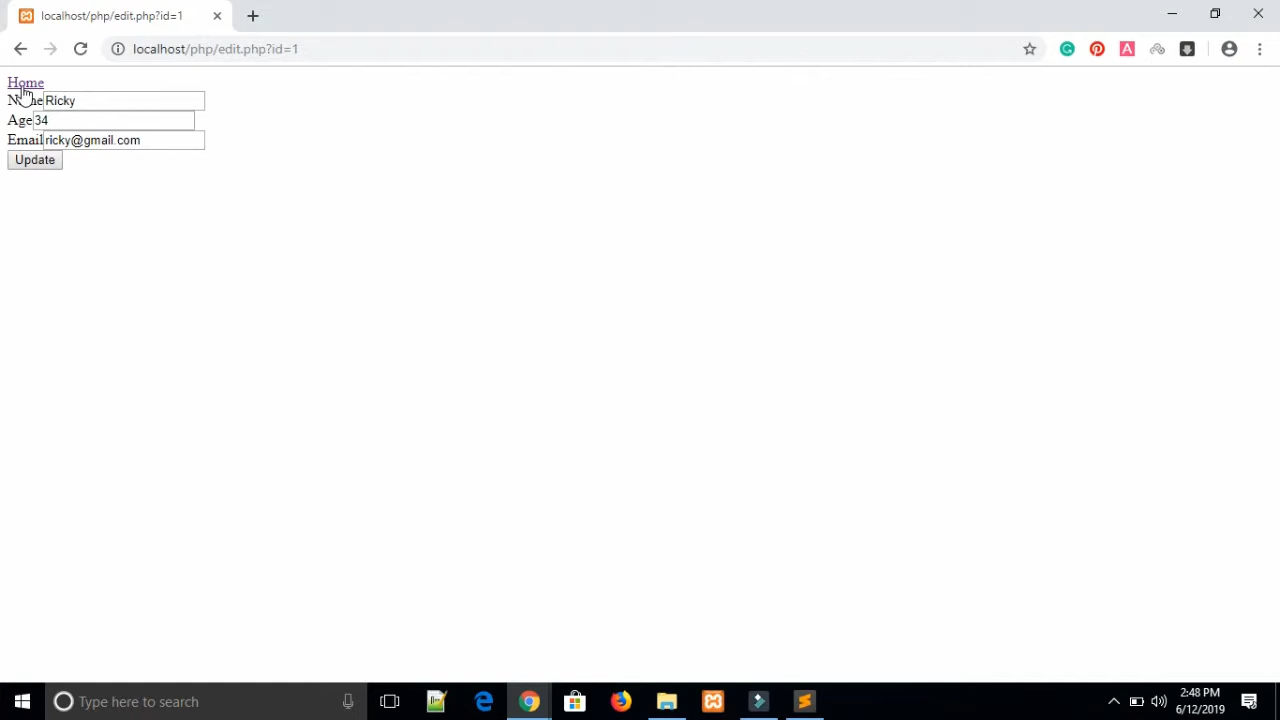 localhost/php/edit.php?id=1
localhost/php/edit.php?id=1
A
Home
Name Ricky
Age 34
Email ricky@gmail.com
Update
Type here to search
2:48 PM
6/12/2019